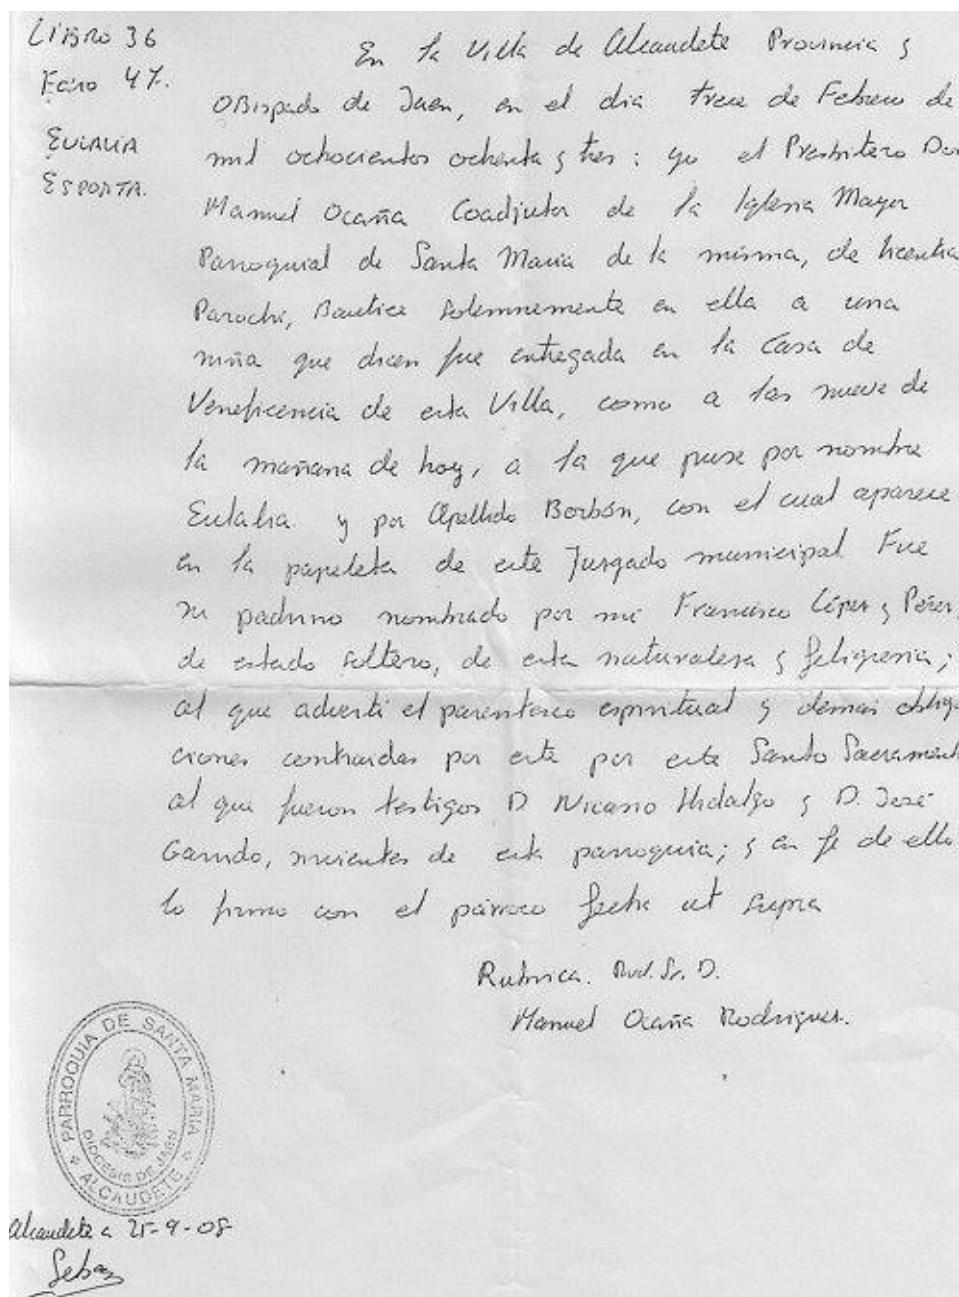 LIBRO 36
FOLIO 47.
EULALIA
ESPOSITA.
En la Villa de Alcaudete Provincia y
Obispado de Jaen, en el dia trece de Febrero de
mil ochocientos ochenta y tres: yo el Presbitero Don
Manuel Ocaña Coadjutor de la Iglesia Mayor
Parroquial de Santa Maria de la misma, de licentia
Parochi, Bautice solemnemente en ella a una
niña que dicen fue entregada en la Casa de
Veneficencia de esta Villa, como a las nueve de
la mañana de hoy, a la que puse por nombre
Eulalia y por Apellido Borbón, con el cual aparece
en la papeleta de este Juzgado municipal Fue
su padrino nombrado por mi Francisco López y Pérez,
de estado soltero, de esta naturaleza y feligresia;
al que adverti el parentesco espiritual y demas obliga
ciones contraidas por este por este Santo Sacramento
al que fueron testigos D Nicasio Hidalgo y D. José
Garrido, sirvientes de esta parroquia; y en fe de ello
lo firmo con el párroco fecha ut supra
Rubrica. Rvd. Sr. D.
Manuel Ocaña Rodriguez.
PARROQUIA DE SANTA MARIA
DIOCESIS DE JAEN
ALCAUDETE
Alcaudete a 25-9-08